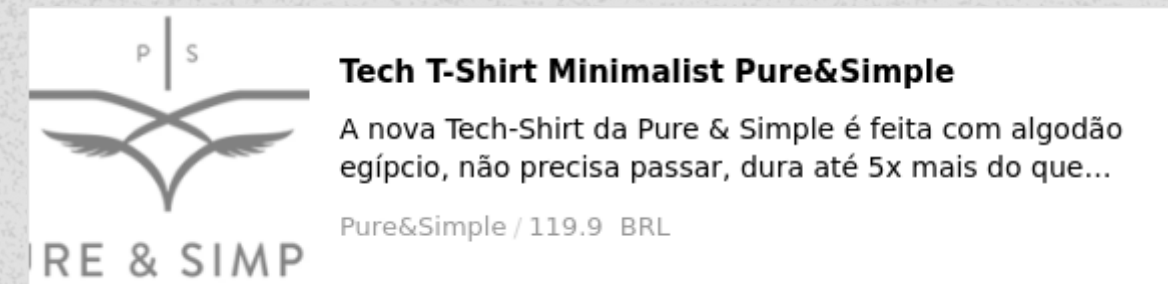 P S
RE & SIMP
Tech T-Shirt Minimalist Pure&Simple
A nova Tech-Shirt da Pure & Simple é feita com algodão
egípcio, não precisa passar, dura até 5x mais do que...
Pure&Simple / 119.9 BRL